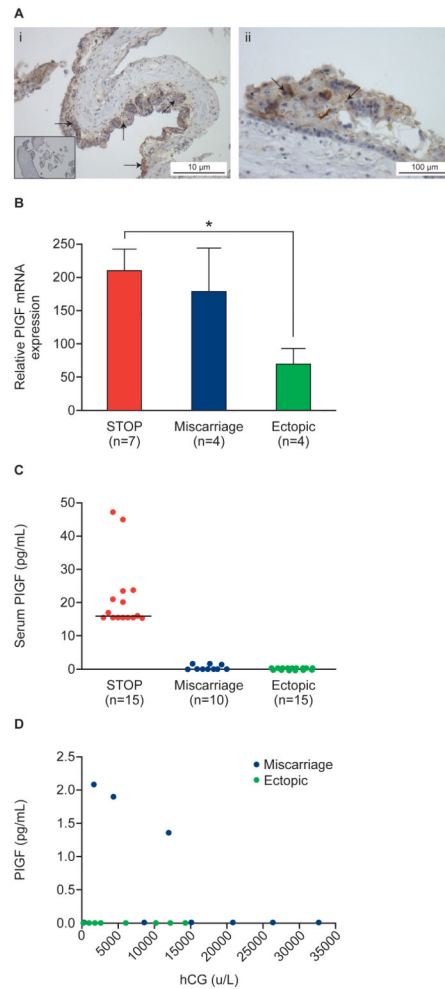 A
i
ii
10 µm
100 µm
B
Relative PlGF mRNA
expression
250
200
150
100
50
0
*
STOP
(n=7)
Miscarriage
(n=4)
Ectopic
(n=4)
C
Serum PlGF (pg/mL)
50
40
30
20
10
0
STOP
(n=15)
Miscarriage
(n=10)
Ectopic
(n=15)
D
PlGF (pg/mL)
2.5
2.0
1.5
1.0
0.5
0.0
Miscarriage
Ectopic
0
5000
10000
15000
20000
25000
30000
35000
hCG (u/L)